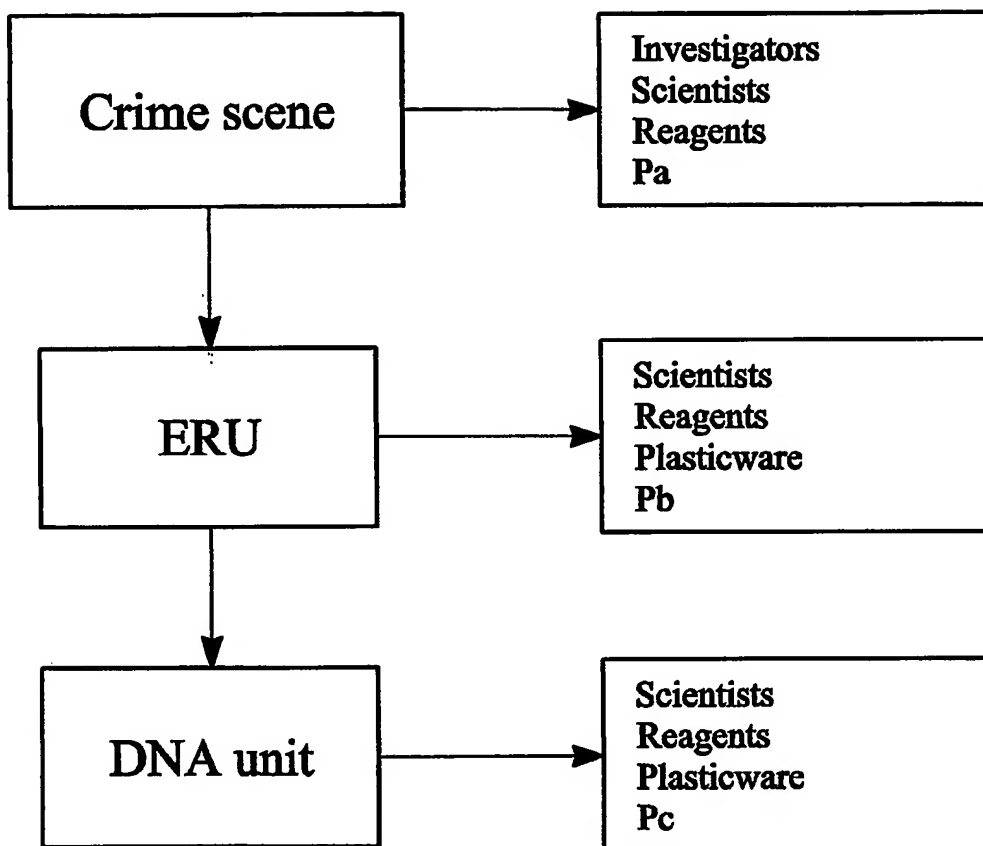 Crime scene
Investigators
Scientists
Reagents
Pa
ERU
Scientists
Reagents
Plasticware
Pb
DNA unit
Scientists
Reagents
Plasticware
Pc